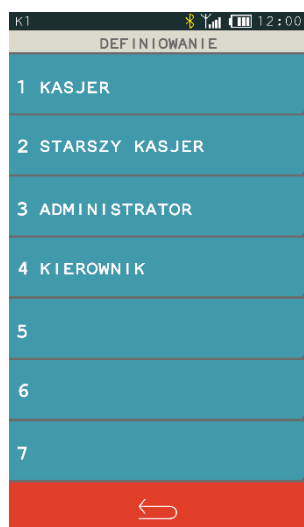 K1 12:00
DEFINIOWANIE
1 KASJER
2 STARSZY KASJER
3 ADMINISTRATOR
4 KIEROWNIK
5
6
7